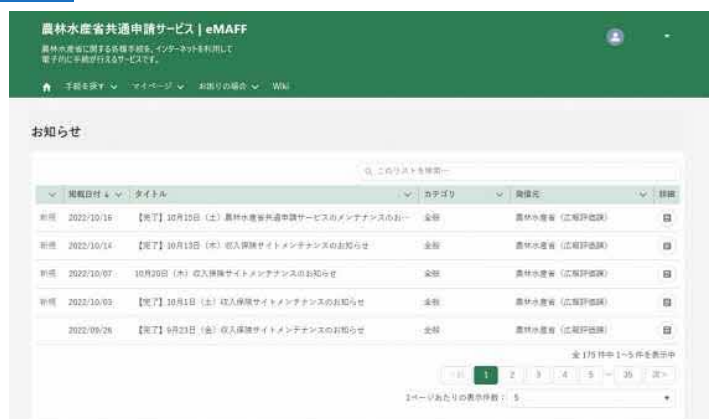 農林水産省共通申請サービス | eMAFF
農林水産省に関する各種手続を、インターネットを利用して
電子的に手続が行えるサービスです。
手続を探す マイページ お困りの場合 Wiki
お知らせ
このリストを検索...
掲載日付 ↓ タイトル カテゴリ 発信元 詳細
新規 2022/10/16 【完了】10月15日（土）農林水産省共通申請サービスのメンテナンスのお… 全般 農林水産省（広報評価課）
新規 2022/10/14 【完了】10月13日（木）収入保険サイトメンテナンスのお知らせ 全般 農林水産省（広報評価課）
新規 2022/10/07 10月20日（木）収入保険サイトメンテナンスのお知らせ 全般 農林水産省（広報評価課）
新規 2022/10/03 【完了】10月1日（土）収入保険サイトメンテナンスのお知らせ 全般 農林水産省（広報評価課）
2022/09/26 【完了】9月23日（金）収入保険サイトメンテナンスのお知らせ 全般 農林水産省（広報評価課）
全 175 件中 1～5 件を表示中
1 2 3 4 5 … 35 次>
1ページあたりの表示件数： 5